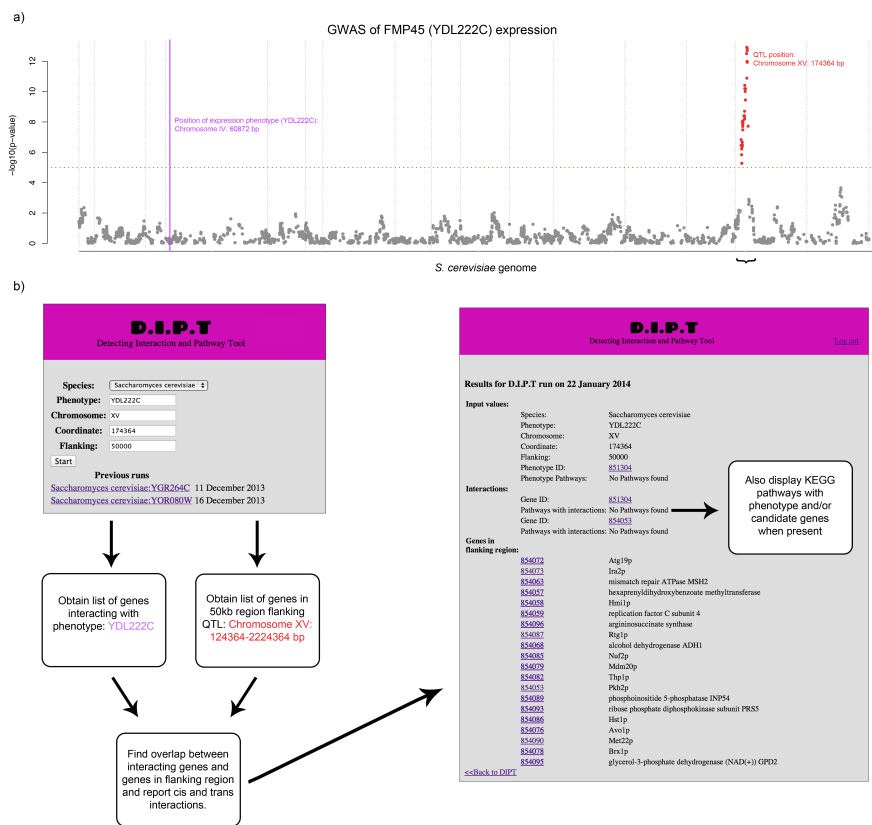 a)
GWAS of FMP45 (YDL222C) expression
−log10(p−value)
12
10
8
6
4
2
0
Position of expression phenotype (YDL222C):
Chromosome IV: 60872 bp
QTL position:
Chromosome XV: 174364 bp
S. cerevisiae genome
b)
D.I.P.T
Detecting Interaction and Pathway Tool
Species: Saccharomyces cerevisiae
Phenotype: YDL222C
Chromosome: XV
Coordinate: 174364
Flanking: 50000
Start
Previous runs
Saccharomyces cerevisiae:YGR264C 11 December 2013
Saccharomyces cerevisiae:YOR080W 16 December 2013
Obtain list of genes
interacting with
phenotype: YDL222C
Obtain list of genes in
50kb region flanking
QTL: Chromosome XV:
124364-2224364 bp
Find overlap between
interacting genes and
genes in flanking region
and report cis and trans
interactions.
D.I.P.T
Detecting Interaction and Pathway Tool
Log out
Results for D.I.P.T run on 22 January 2014
Input values:
Species: Saccharomyces cerevisiae
Phenotype: YDL222C
Chromosome: XV
Coordinate: 174364
Flanking: 50000
Phenotype ID: 851304
Phenotype Pathways: No Pathways found
Interactions:
Gene ID: 851304
Pathways with interactions: No Pathways found
Gene ID: 854053
Pathways with interactions: No Pathways found
Genes in
flanking region:
854072 Atg19p
854073 Ira2p
854063 mismatch repair ATPase MSH2
854057 hexaprenyldihydroxybenzoate methyltransferase
854058 Hmi1p
854059 replication factor C subunit 4
854096 argininosuccinate synthase
854087 Rtg1p
854068 alcohol dehydrogenase ADH1
854085 Nuf2p
854079 Mdm20p
854082 Thp1p
854053 Pkh2p
854089 phosphoinositide 5-phosphatase INP54
854093 ribose phosphate diphosphokinase subunit PRS5
854086 Hst1p
854076 Avo1p
854090 Met22p
854078 Brx1p
854095 glycerol-3-phosphate dehydrogenase (NAD(+)) GPD2
<<Back to DIPT
Also display KEGG
pathways with
phenotype and/or
candidate genes
when present